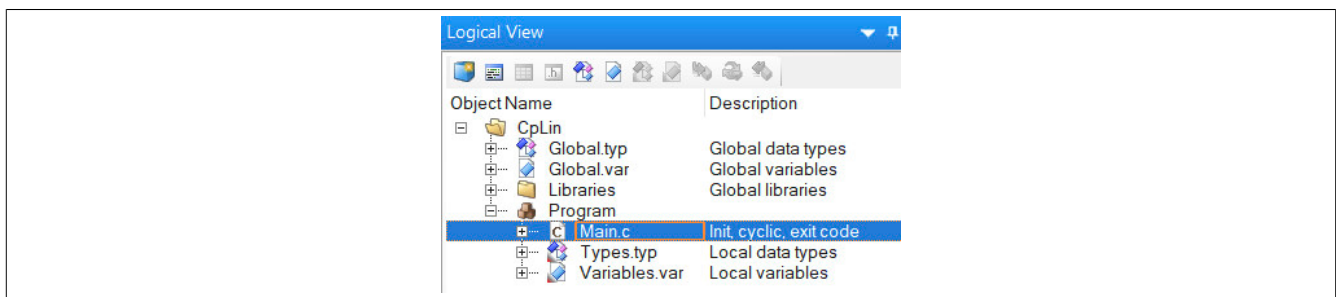 Logical View
Object Name Description
CpLin
Global.typ Global data types
Global.var Global variables
Libraries Global libraries
Program
Main.c Init, cyclic, exit code
Types.typ Local data types
Variables.var Local variables